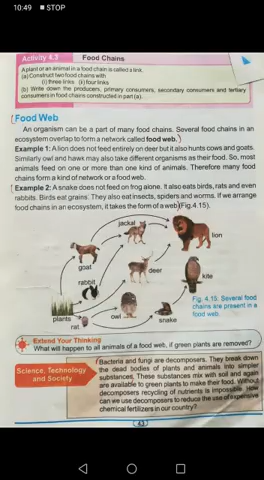 10:49 ■ STOP
Activity 4.3 Food Chains
A plant or an animal in a food chain is called a link.
(a) Construct two food chains with
(i) three links (ii) four links
(b) Write down the producers, primary consumers, secondary consumers and tertiary
consumers in food chains constructed in part (a).
Food Web
An organism can be a part of many food chains. Several food chains in an
ecosystem overlap to form a network called food web.
Example 1: A lion does not feed entirely on deer but it also hunts cows and goats.
Similarly owl and hawk may also take different organisms as their food. So, most
animals feed on more or more than one kind of animals. Therefore many food
chains form a kind of network or a food web.
Example 2: A snake does not feed on frog alone. It also eats birds, rats and even
rabbits. Birds eat grains. They also eat insects, spiders and worms. If we arrange
food chains in an ecosystem, it takes the form of a web (Fig.4.15).
jackal
lion
goat
deer
rabbit
kite
plants
rat
owl
snake
Fig. 4.15: Several food
chains are present in a
food web.
Extend Your Thinking
What will happen to all animals of a food web, if green plants are removed?
Science, Technology
and Society
Bacteria and fungi are decomposers. They break down
the dead bodies of plants and animals into simpler
substances. These substances mix with soil and again
are available to green plants to make their food. Without
decomposers recycling of nutrients is impossible. How
can we use decomposers to reduce the use of expensive
chemical fertilizers in our country?
43